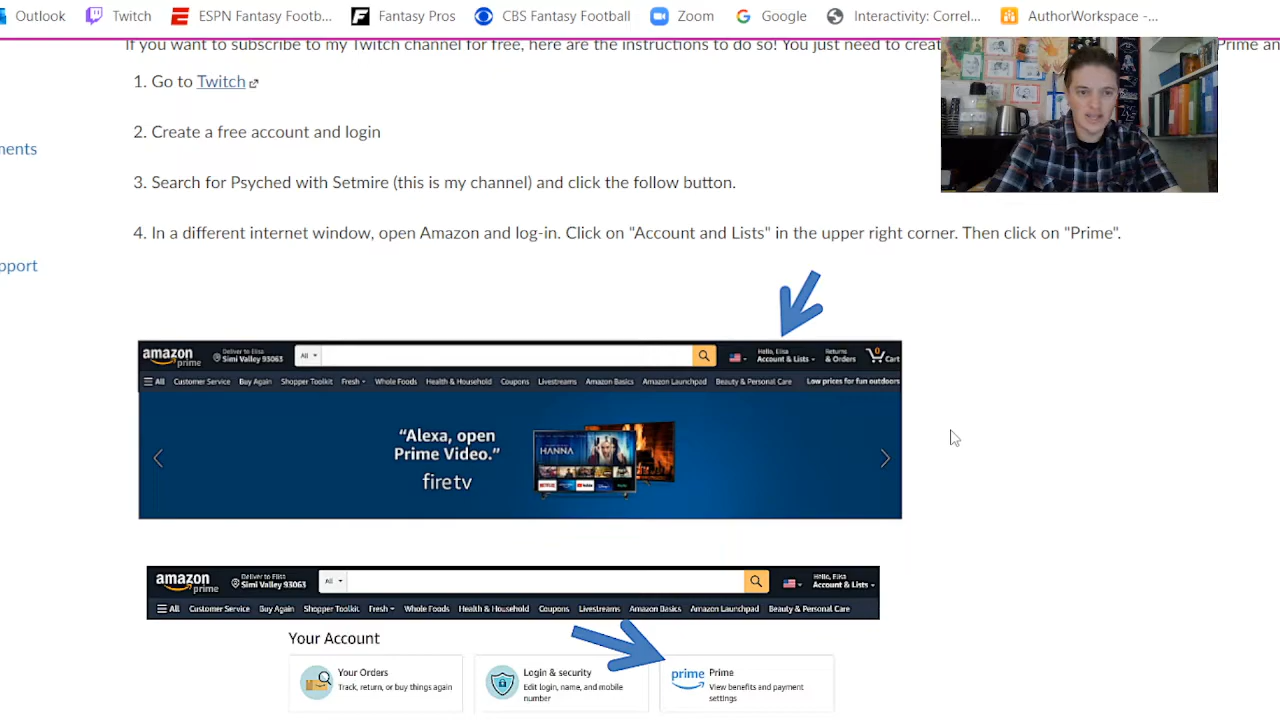 Outlook Twitch ESPN Fantasy Footb... Fantasy Pros CBS Fantasy Football Zoom Google Interactivity: Correl... AuthorWorkspace -...
If you want to subscribe to my Twitch channel for free, here are the instructions to do so! You just need to creat Prime an
1. Go to Twitch
2. Create a free account and login
ments
3. Search for Psyched with Setmire (this is my channel) and click the follow button.
4. In a different internet window, open Amazon and log-in. Click on "Account and Lists" in the upper right corner. Then click on "Prime".
pport
amazon prime Deliver to Elisa Simi Valley 93063 All Hello, Elisa Account & Lists Returns & Orders 0 Cart
All Customer Service Buy Again Shopper Toolkit Fresh Whole Foods Health & Household Coupons Livestreams Amazon Basics Amazon Launchpad Beauty & Personal Care Low prices for fun outdoors
“Alexa, open
Prime Video.”
fire tv
HANNA
NETFLIX
amazon prime Deliver to Elisa Simi Valley 93063 All Hello, Elisa Account & Lists
All Customer Service Buy Again Shopper Toolkit Fresh Whole Foods Health & Household Coupons Livestreams Amazon Basics Amazon Launchpad Beauty & Personal Care
Your Account
Your Orders
Track, return, or buy things again
Login & security
Edit login, name, and mobile
number
prime Prime
View benefits and payment
settings